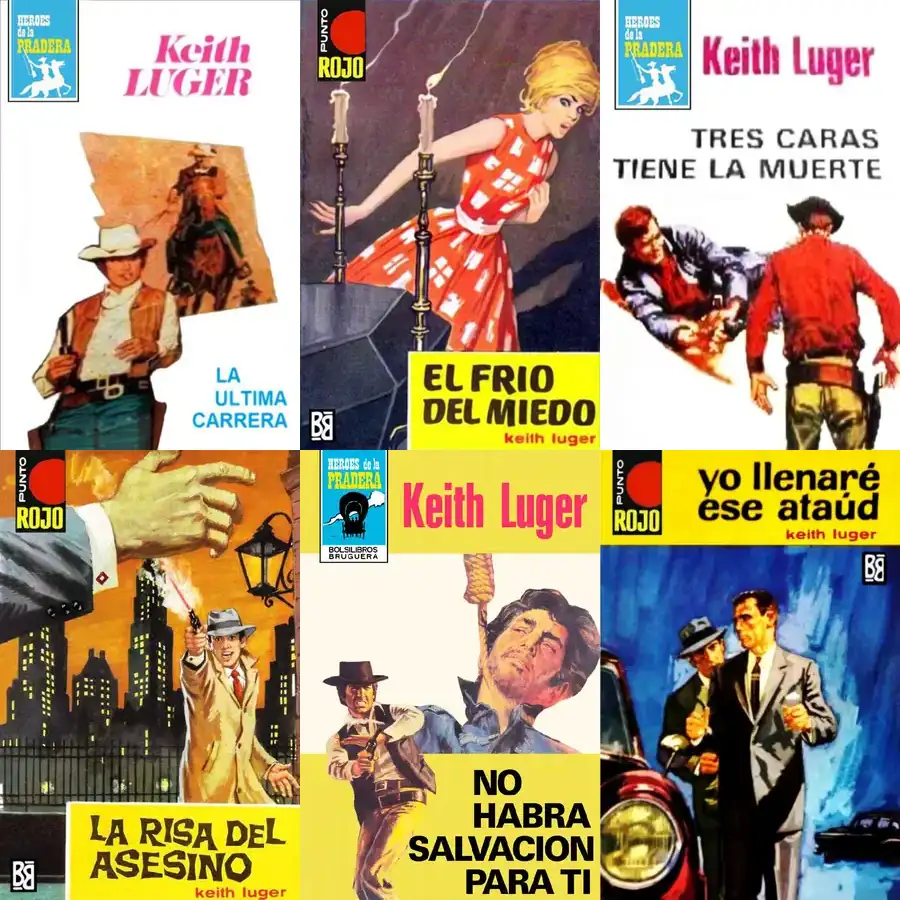 HEROES
de la
PRADERA
Keith
LUGER
LA
ULTIMA
CARRERA
PUNTO
ROJO
EL FRIO
DEL MIEDO
keith luger
BB
HEROES
de la
PRADERA
Keith Luger
TRES CARAS
TIENE LA MUERTE
PUNTO
ROJO
LA RISA DEL
ASESINO
keith luger
BB
HEROES de la
PRADERA
BOLSILIBROS
BRUGUERA
Keith Luger
NO
HABRA
SALVACION
PARA TI
PUNTO
ROJO
yo llenaré
ese ataúd
keith luger
BB